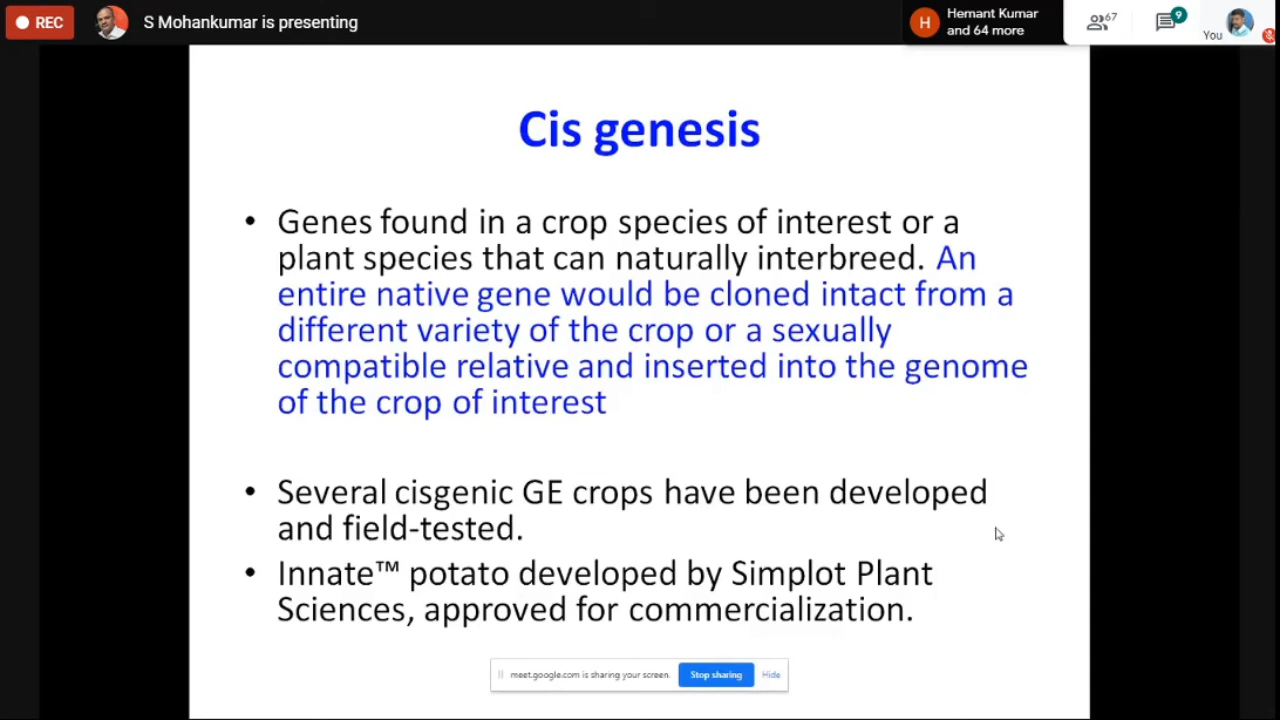 REC
S Mohankumar is presenting
H
Hemant Kumar
and 64 more
67
9
You
Cis genesis
• Genes found in a crop species of interest or a
plant species that can naturally interbreed. An
entire native gene would be cloned intact from a
different variety of the crop or a sexually
compatible relative and inserted into the genome
of the crop of interest
• Several cisgenic GE crops have been developed
and field-tested.
• Innate™ potato developed by Simplot Plant
Sciences, approved for commercialization.
meet.google.com is sharing your screen. Stop sharing Hide